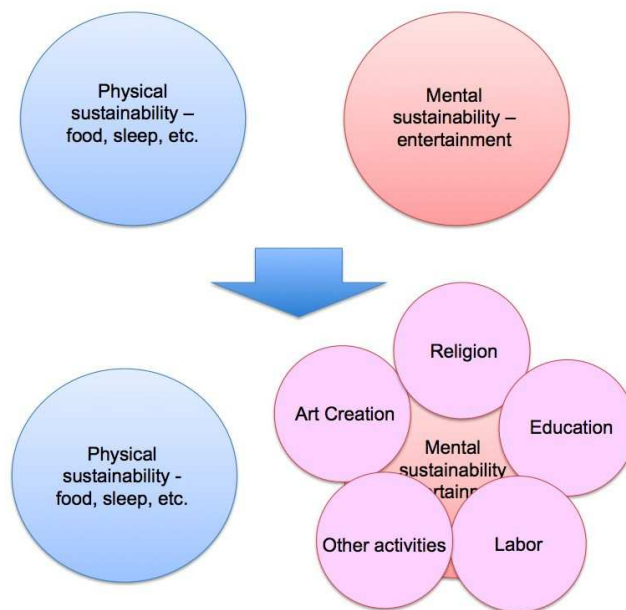 Physical
sustainability –
food, sleep, etc.
Mental
sustainability –
entertainment
Religion
Art Creation
Education
Physical
sustainability -
food, sleep, etc.
Mental
sustainability
Other activities
Labor